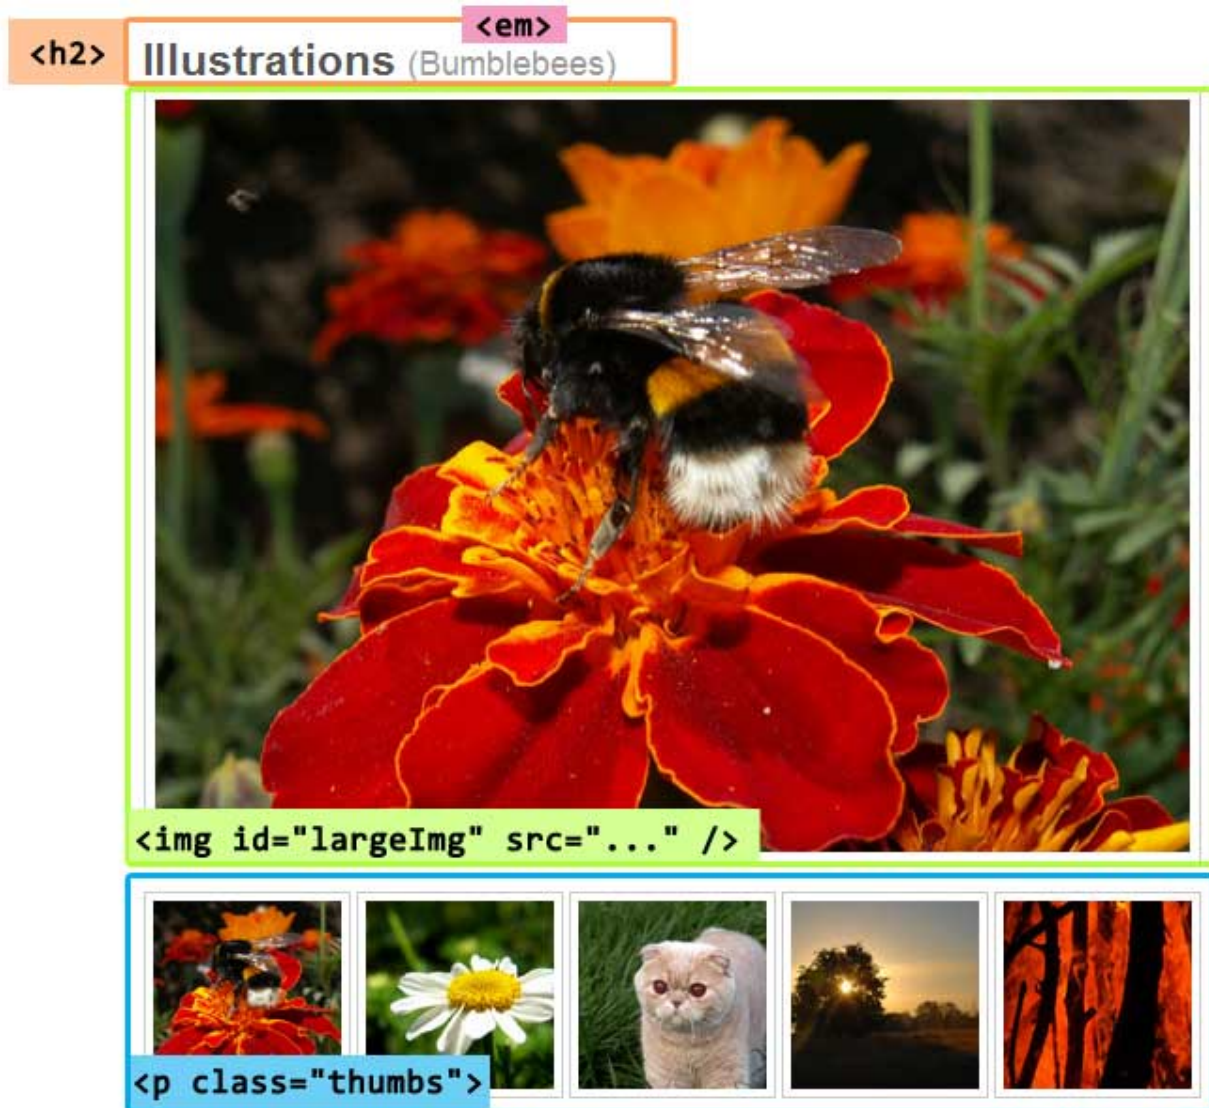 <em>
<h2>
Illustrations (Bumblebees)
<img id="largeImg" src="..." />
<p class="thumbs">